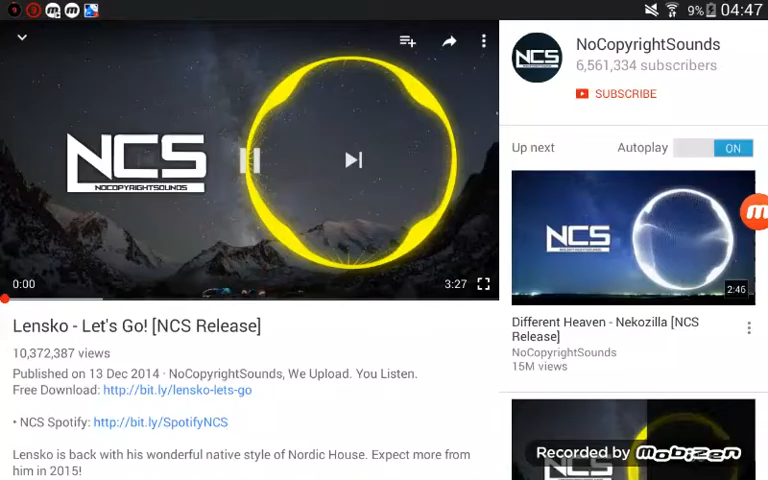 9% 04:47
NCS
NOCOPYRIGHTSOUNDS
0:00
3:27
Lensko - Let's Go! [NCS Release]
10,372,387 views
Published on 13 Dec 2014 · NoCopyrightSounds, We Upload. You Listen.
Free Download: http://bit.ly/lensko-lets-go
• NCS Spotify: http://bit.ly/SpotifyNCS
Lensko is back with his wonderful native style of Nordic House. Expect more from
him in 2015!
NCS
NoCopyrightSounds
6,561,334 subscribers
SUBSCRIBE
Up next
Autoplay ON
NCS
2:46
Different Heaven - Nekozilla [NCS
Release]
NoCopyrightSounds
15M views
Recorded by Mobizen
NCS